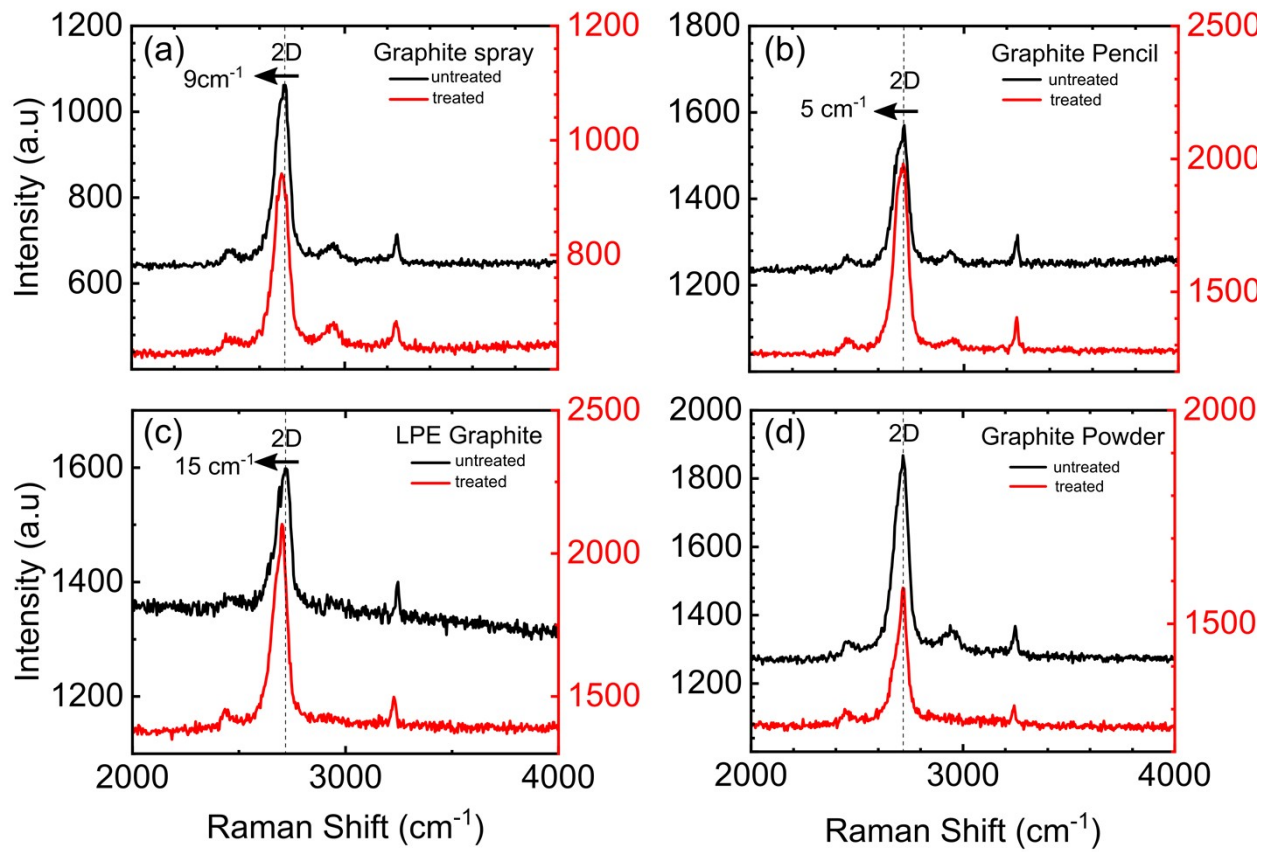 (a)
2D
Graphite spray
9cm⁻¹
untreated
treated
1200
1000
800
600
1200
1000
800
Intensity (a.u)
(b)
2D
Graphite Pencil
5 cm⁻¹
untreated
treated
1800
1600
1400
1200
2500
2000
1500
(c)
2D
LPE Graphite
15 cm⁻¹
untreated
treated
1600
1400
1200
2500
2000
1500
Intensity (a.u)
2000
3000
4000
Raman Shift (cm⁻¹)
(d)
2D
Graphite Powder
untreated
treated
2000
1800
1600
1400
1200
2000
1500
2000
3000
4000
Raman Shift (cm⁻¹)